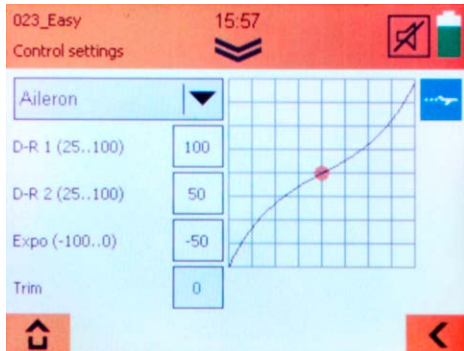 023_Easy 15:57
Control settings
Aileron
D-R 1 (25..100) 100
D-R 2 (25..100) 50
Expo (-100..0) -50
Trim 0